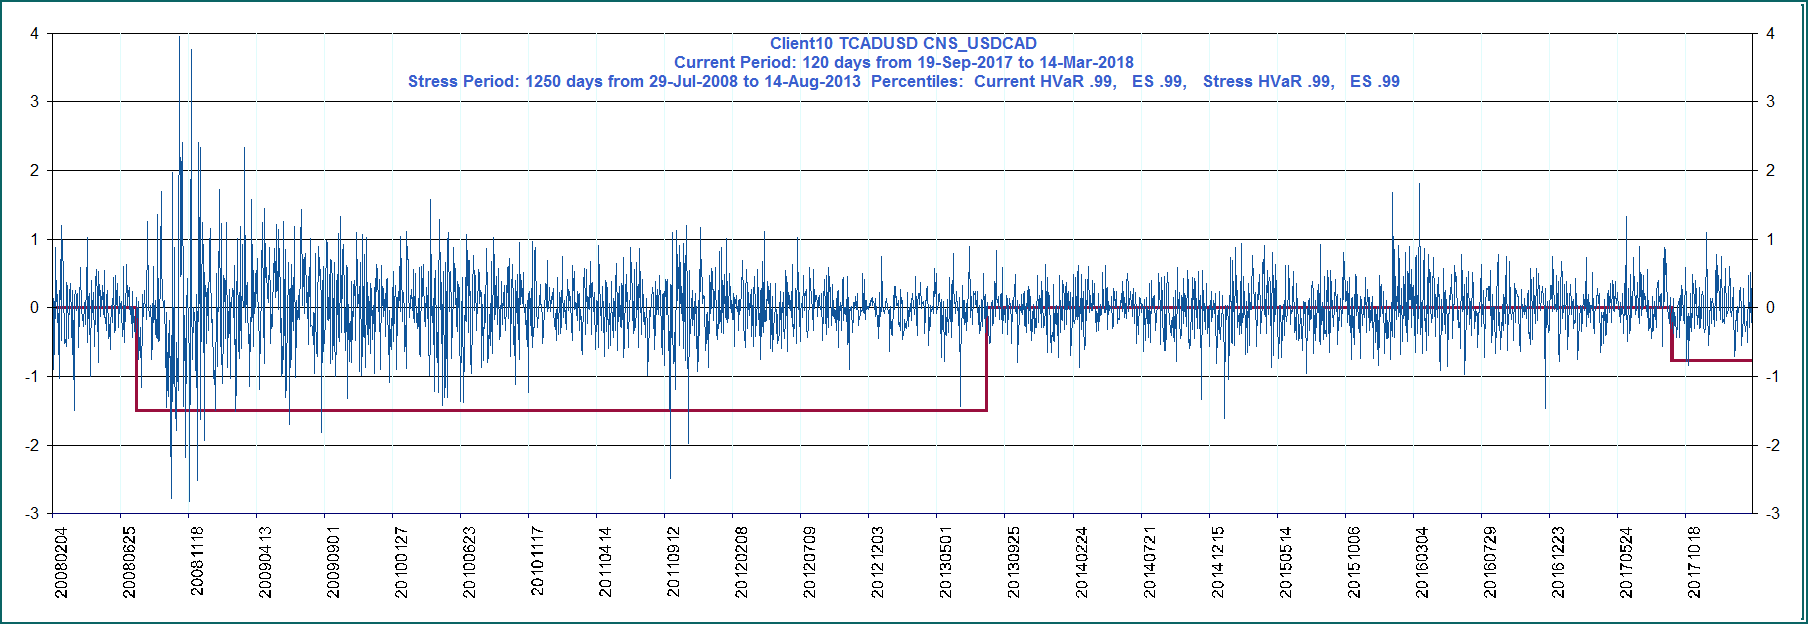 Client10 TCADUSD CNS_USDCAD
Current Period: 120 days from 19-Sep-2017 to 14-Mar-2018
Stress Period: 1250 days from 29-Jul-2008 to 14-Aug-2013  Percentiles:  Current HVaR .99,   ES .99,   Stress HVaR .99,   ES .99
4 4
3 3
2 2
1 1
0 0
-1 -1
-2 -2
-3 -3
20080204 20080625 20081118 20090413 20090901 20100127 20100623 20101117 20110414 20110912 20120208 20120709 20121203 20130501 20130925 20140224 20140721 20141215 20150514 20151006 20160304 20160729 20161223 20170524 20171018